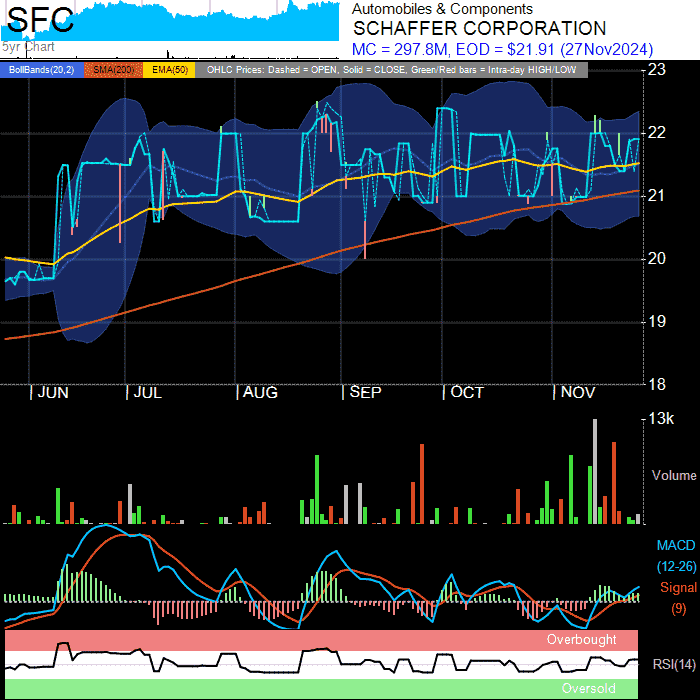 SFC
5yr Chart
Automobiles & Components
SCHAFFER CORPORATION
MC = 297.8M, EOD = $21.91 (27Nov2024)
BollBands(20,2) SMA(200) EMA(50) OHLC Prices: Dashed = OPEN, Solid = CLOSE, Green/Red bars = Intra-day HIGH/LOW
23
22
21
20
19
18
JUN JUL AUG SEP OCT NOV
13k
Volume
MACD
(12-26)
Signal
(9)
Overbought
RSI(14)
Oversold